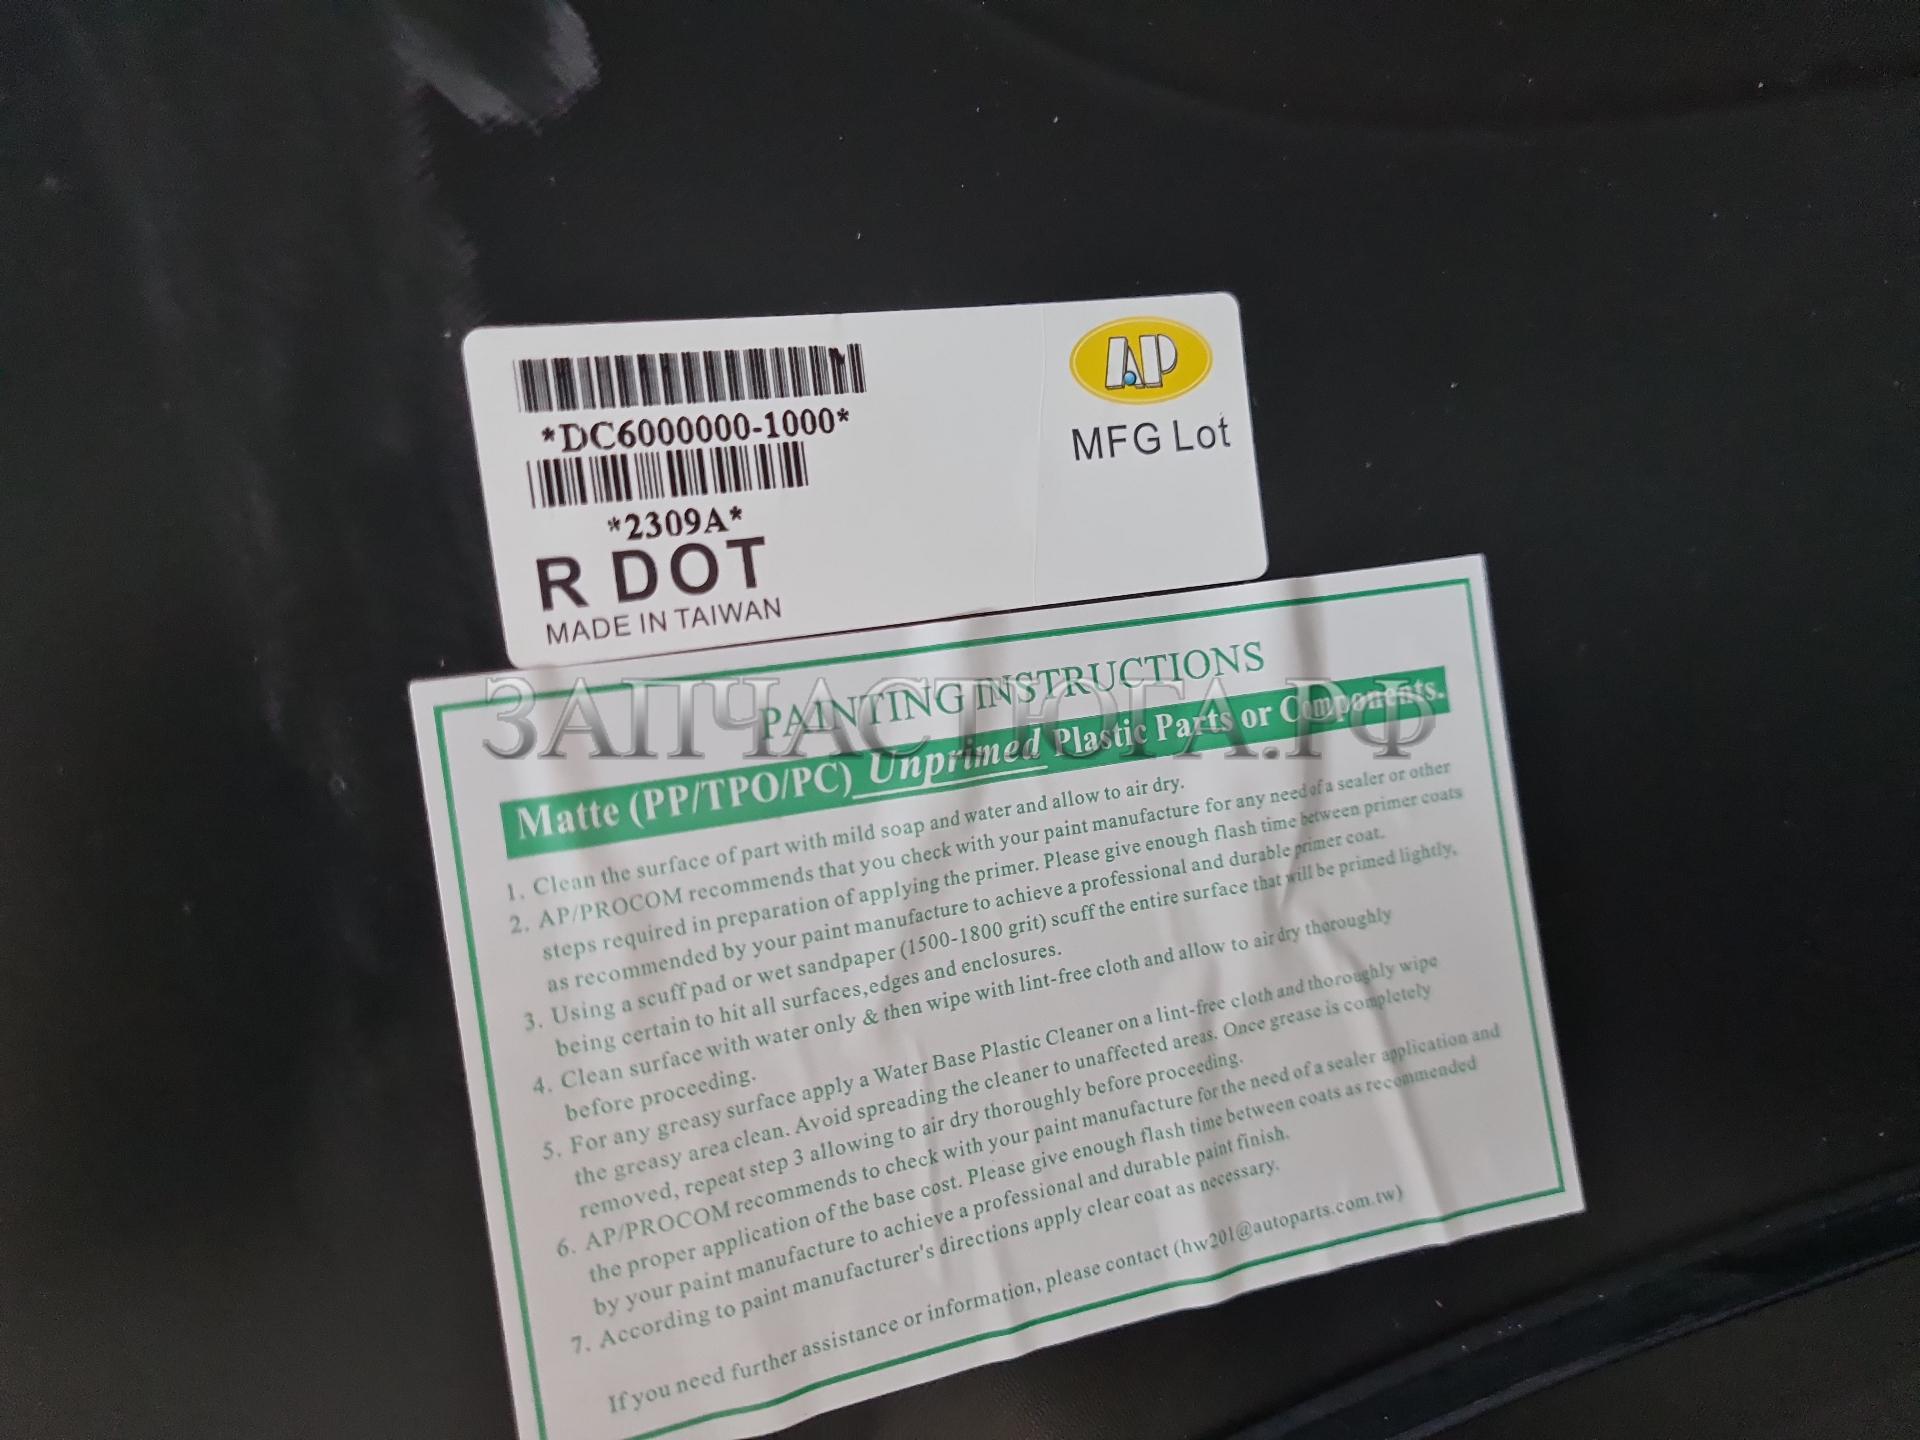 *DC6000000-1000*
*2309A*
R DOT
MADE IN TAIWAN
AP
MFG Lot
ЗАПЧАСТЮГА.РФ
PAINTING INSTRUCTIONS
Matte (PP/TPO/PC) Unprimed Plastic Parts or Components.
1. Clean the surface of part with mild soap and water and allow to air dry.
2. AP/PROCOM recommends that you check with your paint manufacture for any need of a sealer or other
steps required in preparation of applying the primer. Please give enough flash time between primer coats
as recommended by your paint manufacture to achieve a professional and durable primer coat.
3. Using a scuff pad or wet sandpaper (1500-1800 grit) scuff the entire surface that will be primed lightly,
being certain to hit all surfaces,edges and enclosures.
4. Clean surface with water only & then wipe with lint-free cloth and allow to air dry thoroughly
before proceeding.
5. For any greasy surface apply a Water Base Plastic Cleaner on a lint-free cloth and thoroughly wipe
the greasy area clean. Avoid spreading the cleaner to unaffected areas. Once grease is completely
removed, repeat step 3 allowing to air dry thoroughly before proceeding.
6. AP/PROCOM recommends to check with your paint manufacture for the need of a sealer application and
the proper application of the base cost. Please give enough flash time between coats as recommended
by your paint manufacture to achieve a professional and durable paint finish.
7. According to paint manufacturer's directions apply clear coat as necessary.
If you need further assistance or information, please contact (hw201@autoparts.com.tw)